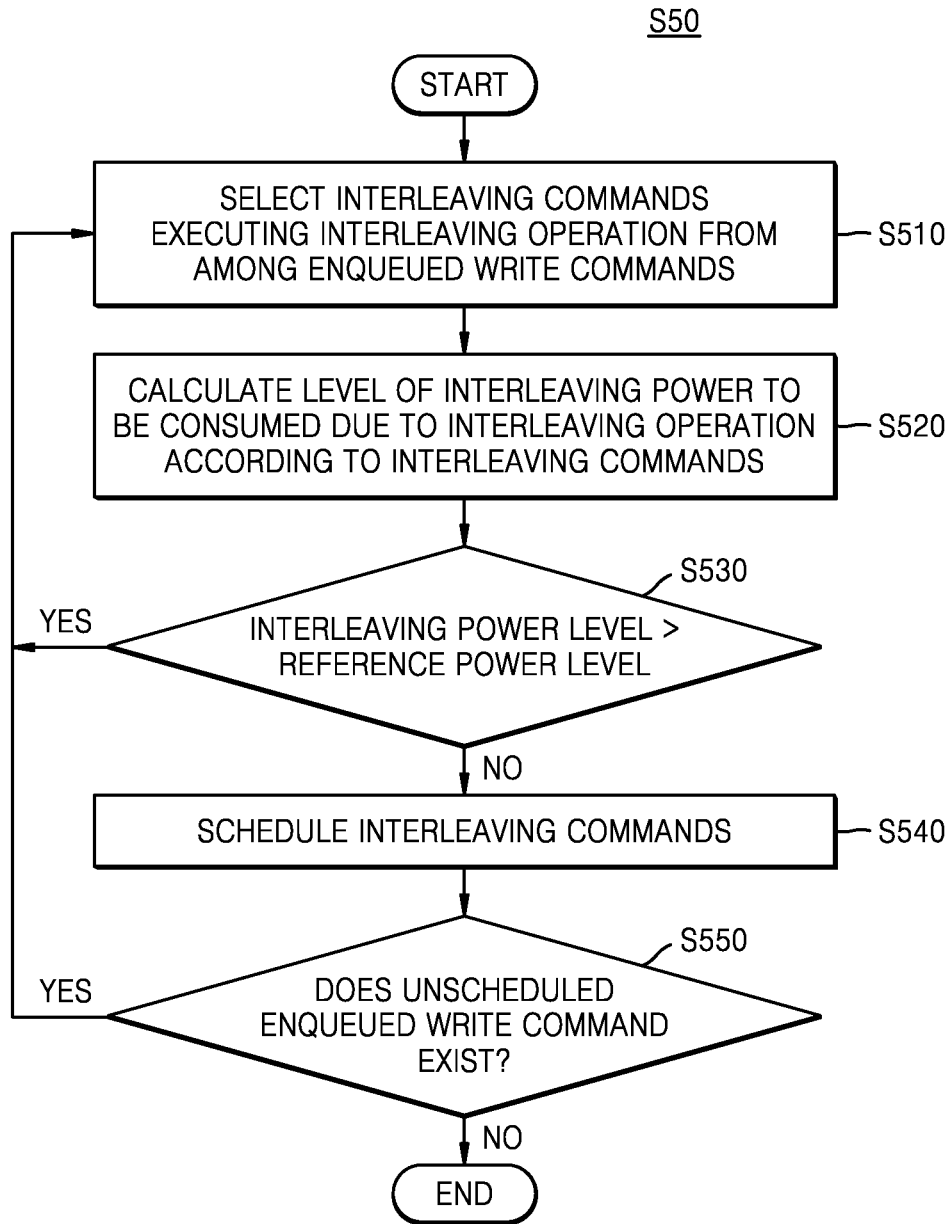 S50
START
SELECT INTERLEAVING COMMANDS
EXECUTING INTERLEAVING OPERATION FROM
AMONG ENQUEUED WRITE COMMANDS
S510
CALCULATE LEVEL OF INTERLEAVING POWER TO
BE CONSUMED DUE TO INTERLEAVING OPERATION
ACCORDING TO INTERLEAVING COMMANDS
S520
S530
YES
INTERLEAVING POWER LEVEL >
REFERENCE POWER LEVEL
NO
SCHEDULE INTERLEAVING COMMANDS
S540
S550
YES
DOES UNSCHEDULED
ENQUEUED WRITE COMMAND
EXIST?
NO
END